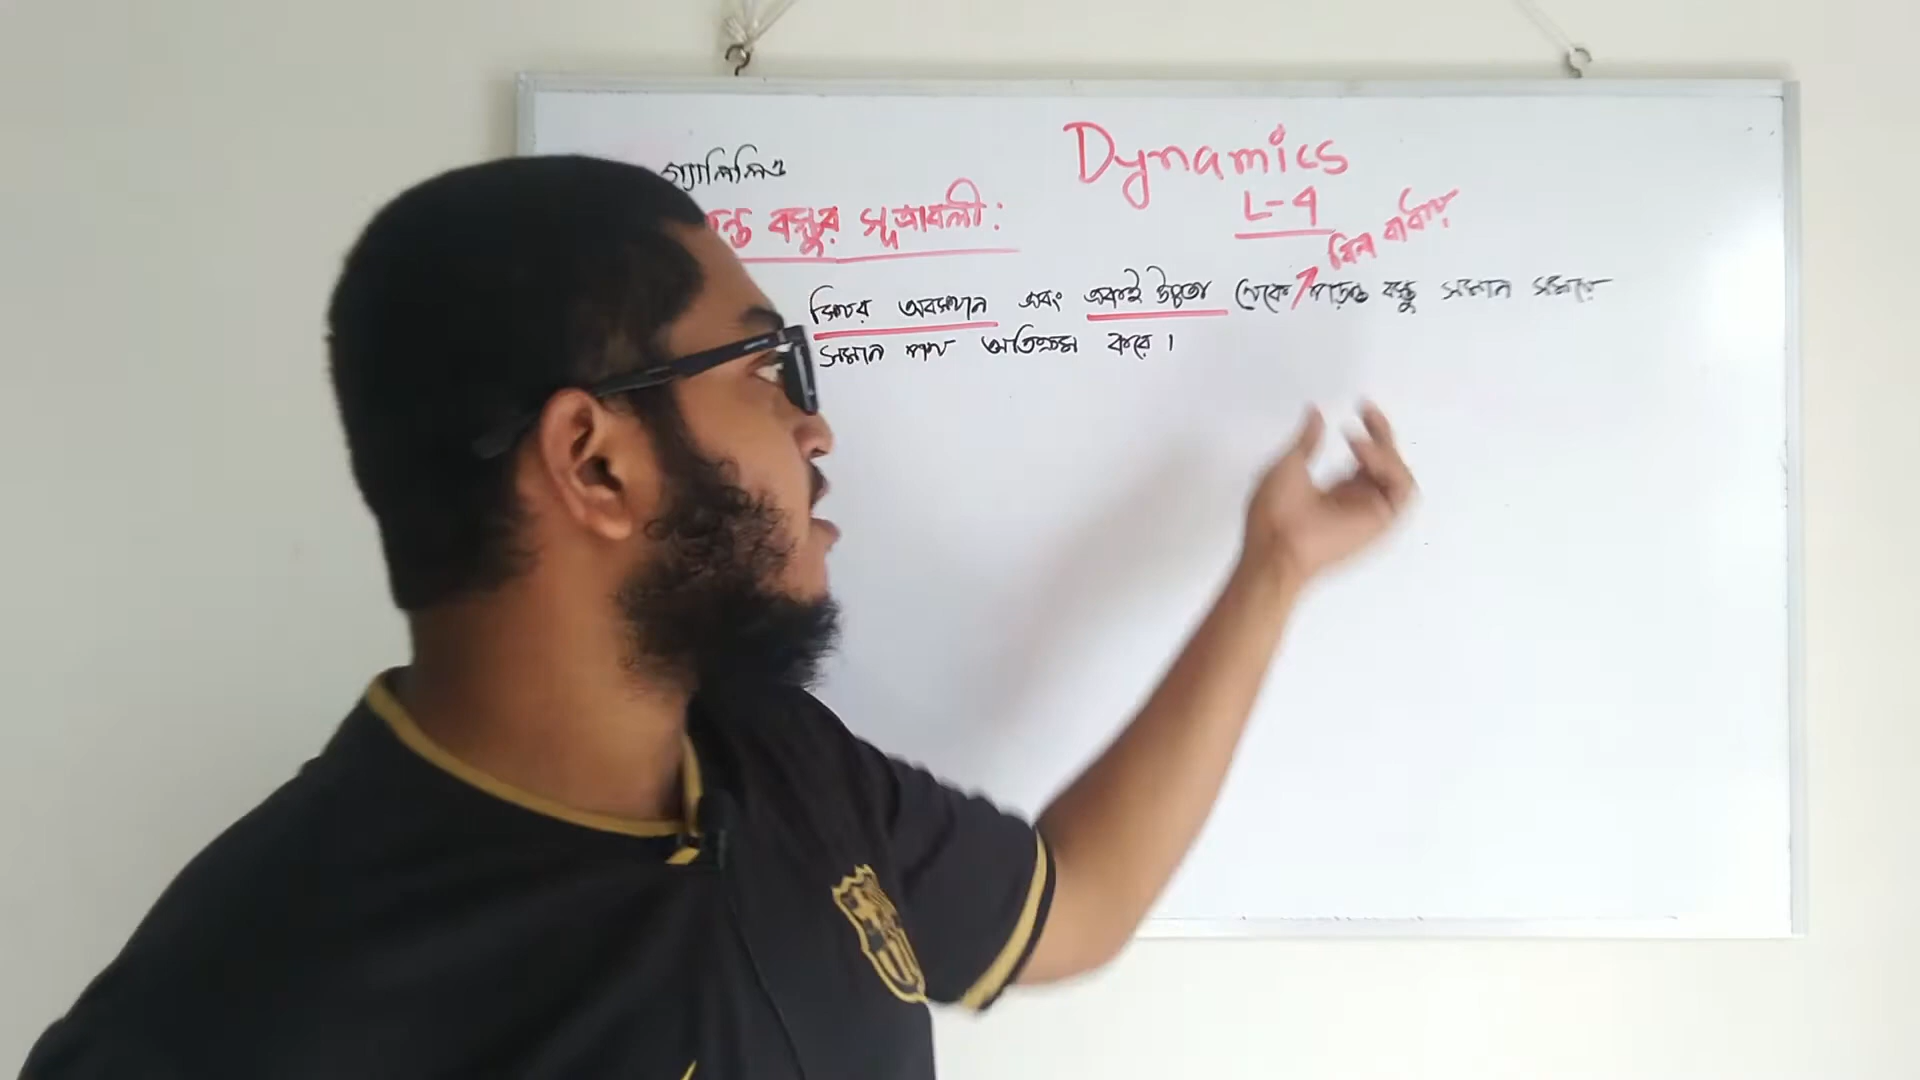 গ্যালিলিও
Dynamics
L-4
ন্ত বস্তুর সূত্রাবলী:
বিনা বাধায়
স্থির অবস্থান এবং একই উচ্চতা থেকে পড়ন্ত বস্তু সমান সময়ে
সমান পথ অতিক্রম করে।